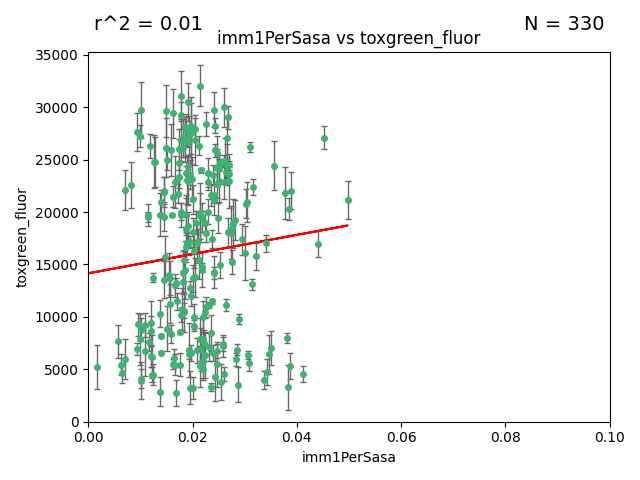 r^2 = 0.01
N = 330
imm1PerSasa vs toxgreen_fluor
35000
30000
25000
20000
15000
10000
5000
0
toxgreen_fluor
0.00
0.02
0.04
0.06
0.08
0.10
imm1PerSasa